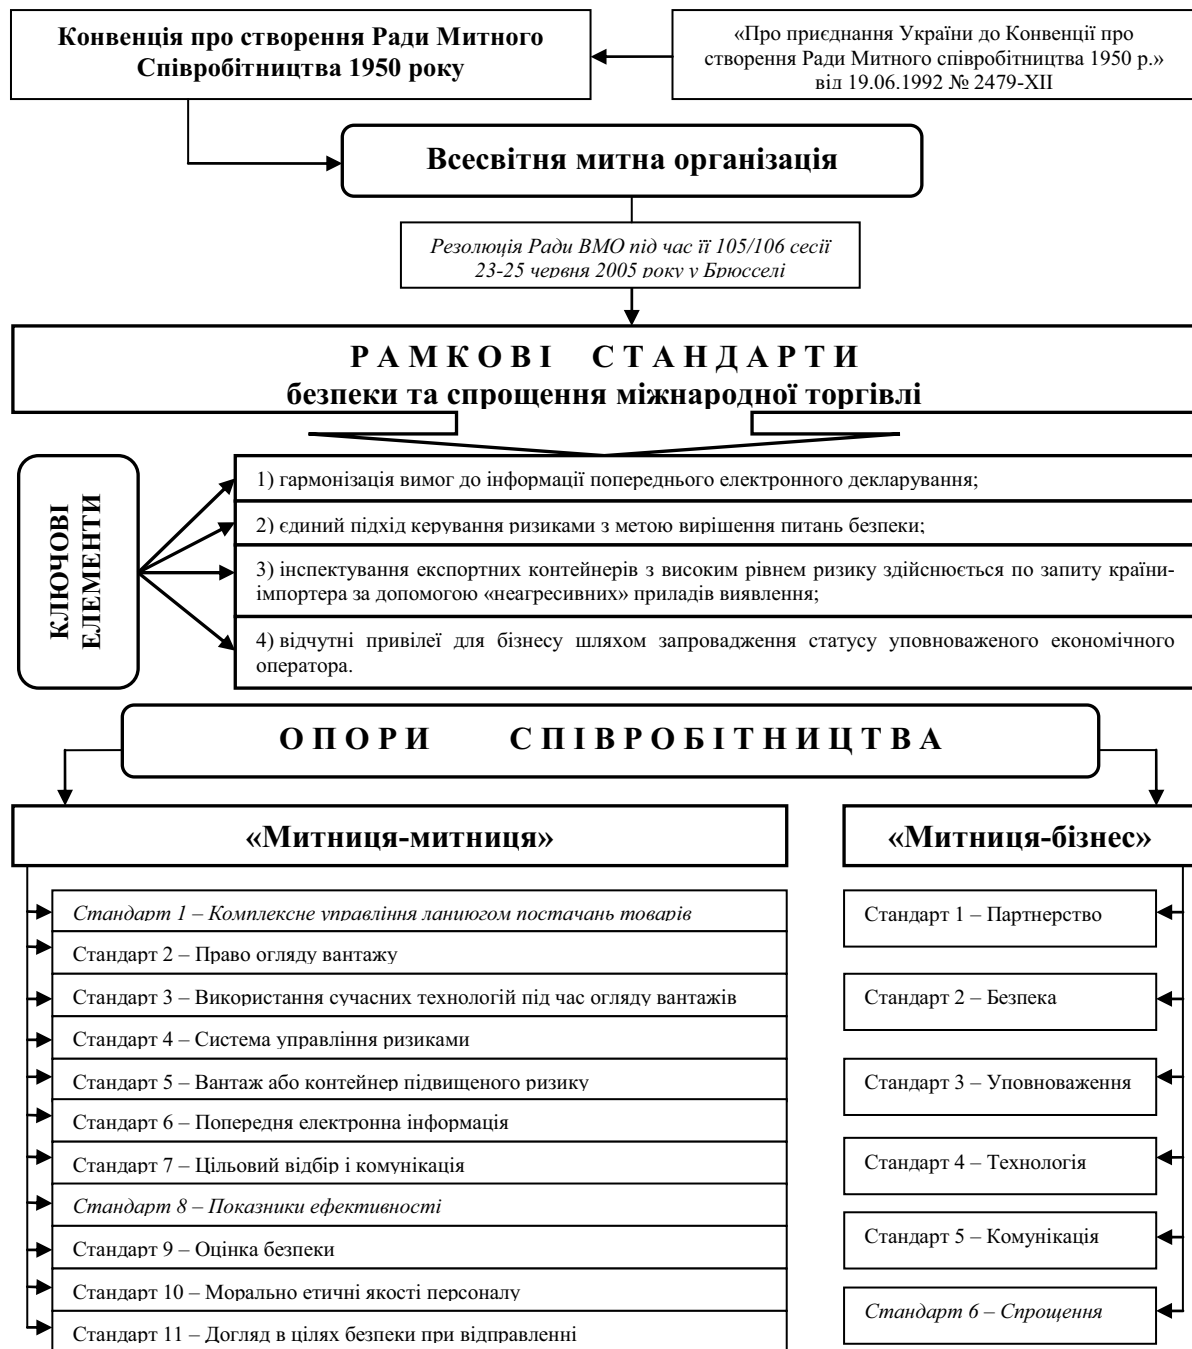 Конвенція про створення Ради Митного
Співробітництва 1950 року
«Про приєднання України до Конвенції про
створення Ради Митного співробітництва 1950 р.»
від 19.06.1992 № 2479-XII
Всесвітня митна організація
Резолюція Ради ВМО під час її 105/106 сесії
23-25 червня 2005 року у Брюсселі
РАМКОВІ СТАНДАРТИ
безпеки та спрощення міжнародної торгівлі
КЛЮЧОВІ
ЕЛЕМЕНТИ
1) гармонізація вимог до інформації попереднього електронного декларування;
2) єдиний підхід керування ризиками з метою вирішення питань безпеки;
3) інспектування експортних контейнерів з високим рівнем ризику здійснюється по запиту країни-
імпортера за допомогою «неагресивних» приладів виявлення;
4) відчутні привілеї для бізнесу шляхом запровадження статусу уповноваженого економічного
оператора.
ОПОРИ СПІВРОБІТНИЦТВА
«Митниця-митниця»
Стандарт 1 – Комплексне управління ланцюгом постачань товарів
Стандарт 2 – Право огляду вантажу
Стандарт 3 – Використання сучасних технологій під час огляду вантажів
Стандарт 4 – Система управління ризиками
Стандарт 5 – Вантаж або контейнер підвищеного ризику
Стандарт 6 – Попередня електронна інформація
Стандарт 7 – Цільовий відбір і комунікація
Стандарт 8 – Показники ефективності
Стандарт 9 – Оцінка безпеки
Стандарт 10 – Морально етичні якості персоналу
Стандарт 11 – Догляд в цілях безпеки при відправленні
«Митниця-бізнес»
Стандарт 1 – Партнерство
Стандарт 2 – Безпека
Стандарт 3 – Уповноваження
Стандарт 4 – Технологія
Стандарт 5 – Комунікація
Стандарт 6 – Спрощення